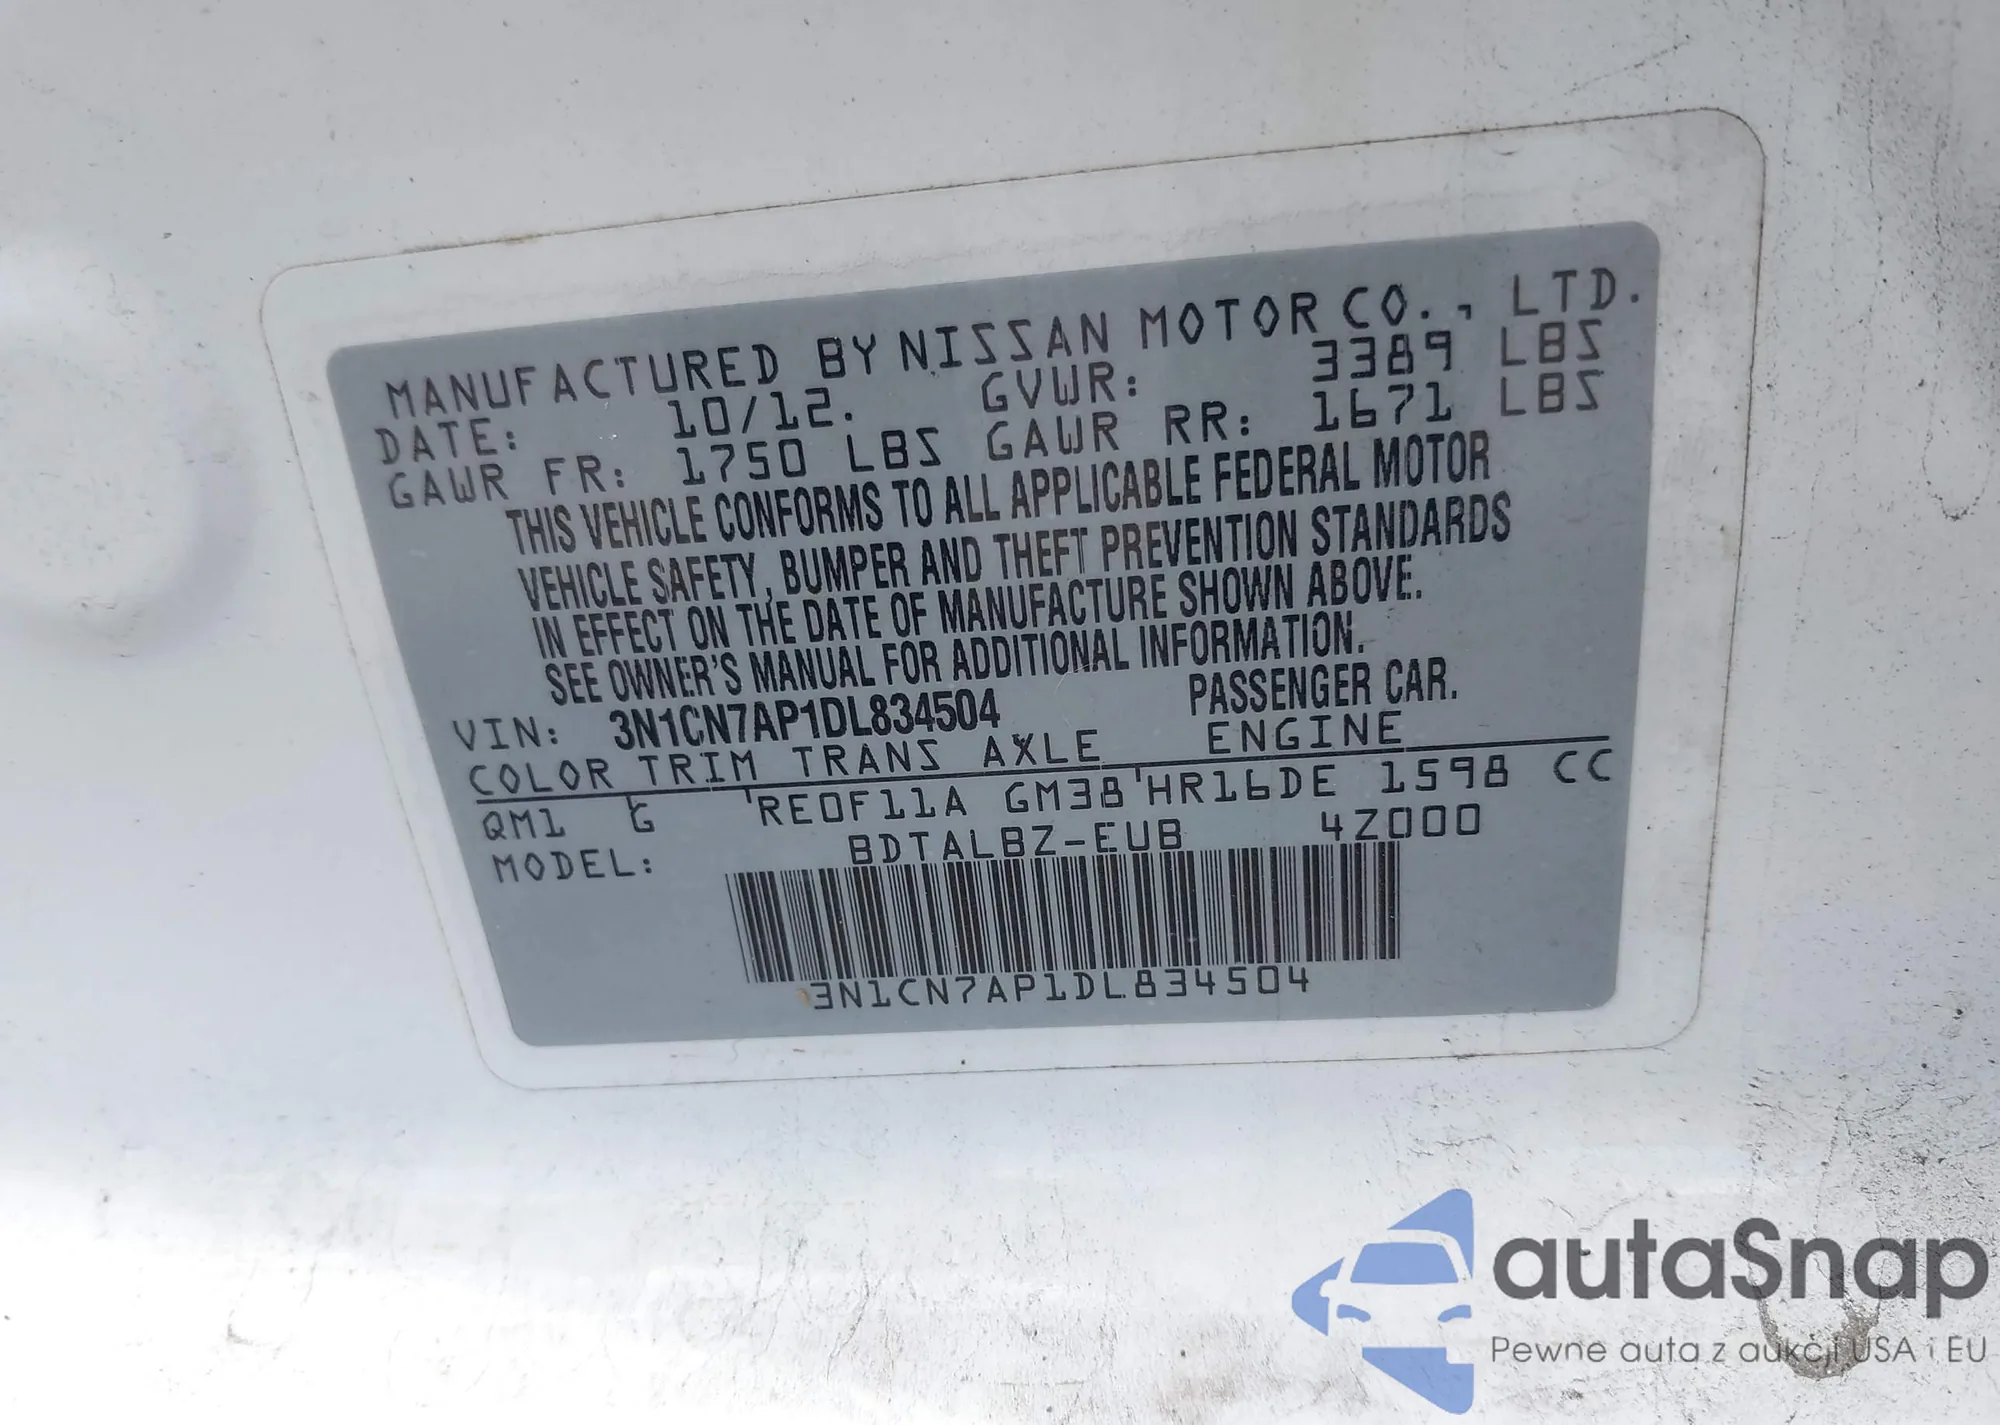 MANUFACTURED BY NISSAN MOTOR CO., LTD.
DATE: 10/12. GVWR: 3389 LBS
GAWR FR: 1750 LBS GAWR RR: 1671 LBS
THIS VEHICLE CONFORMS TO ALL APPLICABLE FEDERAL MOTOR
VEHICLE SAFETY, BUMPER AND THEFT PREVENTION STANDARDS
IN EFFECT ON THE DATE OF MANUFACTURE SHOWN ABOVE.
SEE OWNER'S MANUAL FOR ADDITIONAL INFORMATION.
VIN: 3N1CN7AP1DL834504 PASSENGER CAR.
COLOR TRIM TRANS AXLE ENGINE
QM1 G RE0F11A GM38 HR16DE 1598 CC
MODEL: BDTALBZ-EUB 4Z000
3N1CN7AP1DL834504
autaSnap
Pewne auta z aukcji USA i EU